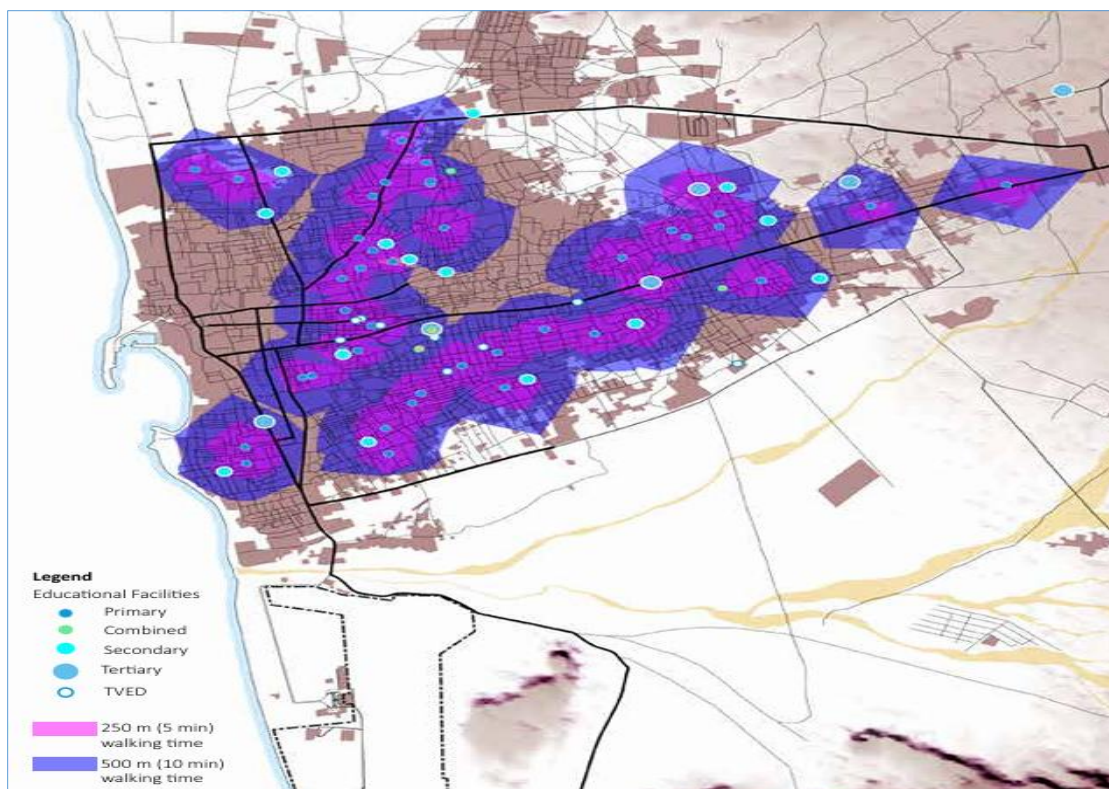 Legend
Educational Facilities
Primary
Combined
Secondary
Tertiary
TVED
250 m (5 min)
walking time
500 m (10 min)
walking time